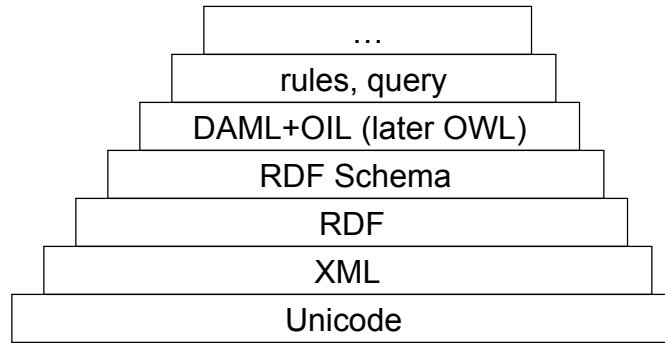 …
rules, query
DAML+OIL (later OWL)
RDF Schema
RDF
XML
Unicode